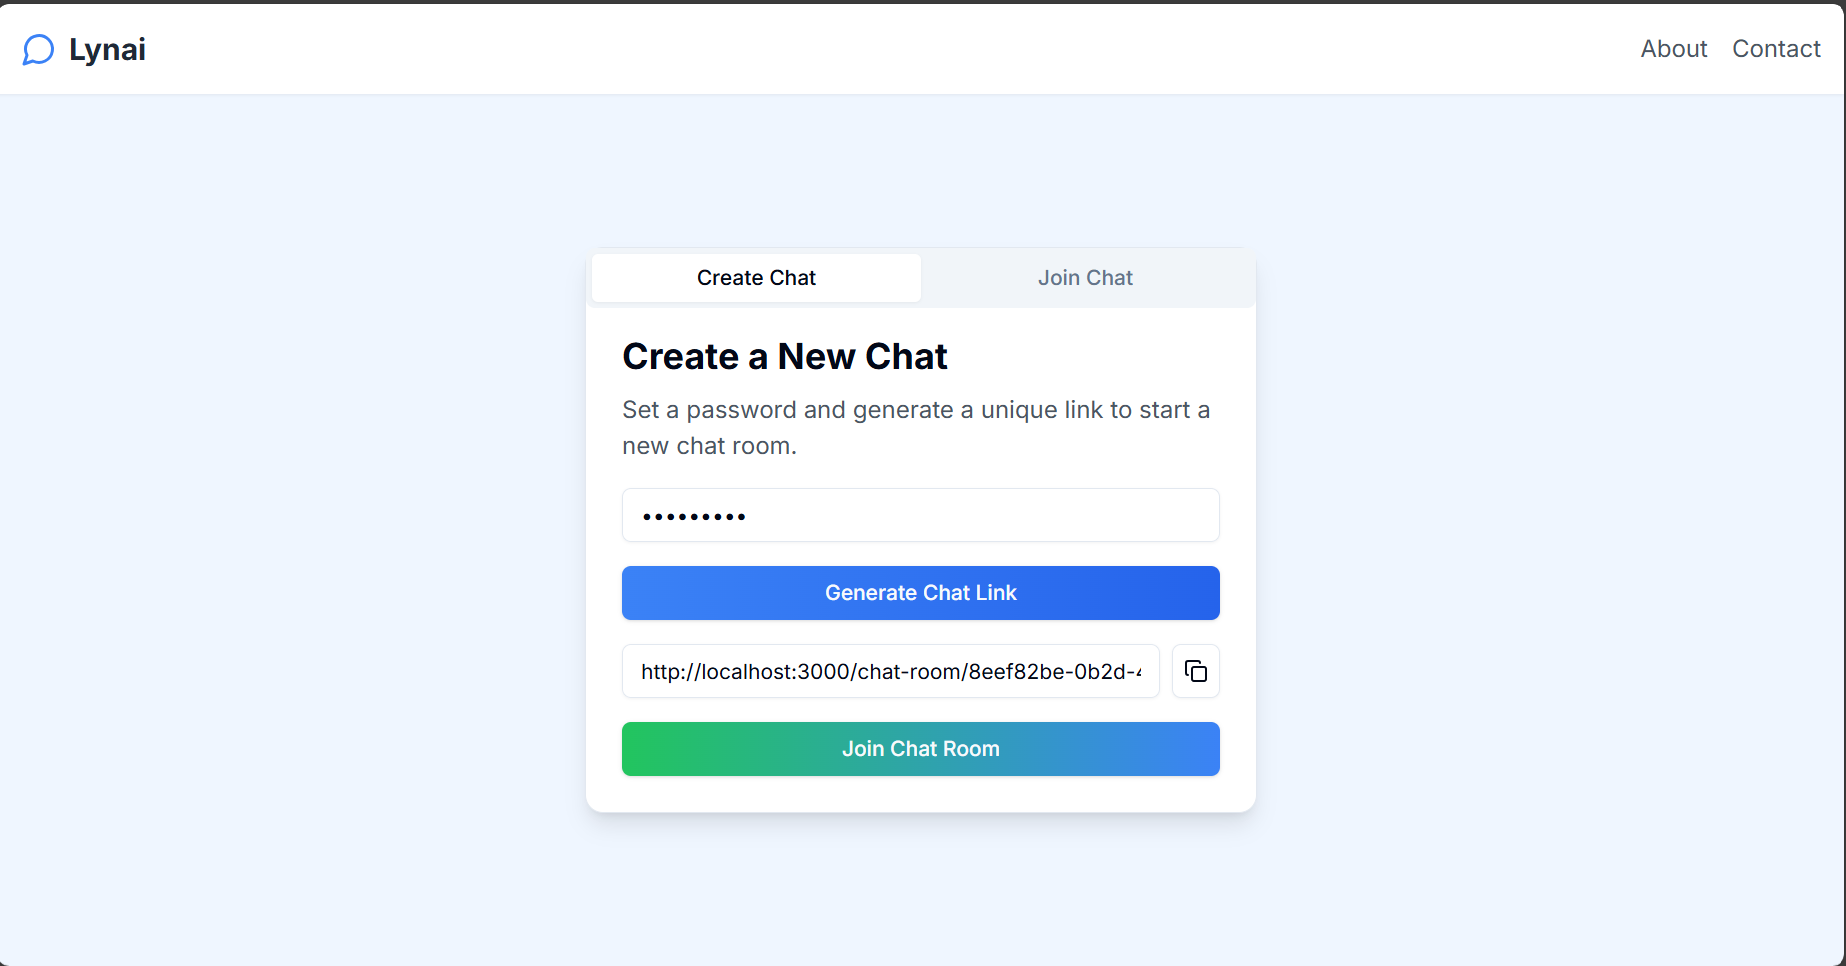 Lynai
About Contact
Create Chat
Join Chat
Create a New Chat
Set a password and generate a unique link to start a
new chat room.
•••••••••
Generate Chat Link
http://localhost:3000/chat-room/8eef82be-0b2d-
Join Chat Room